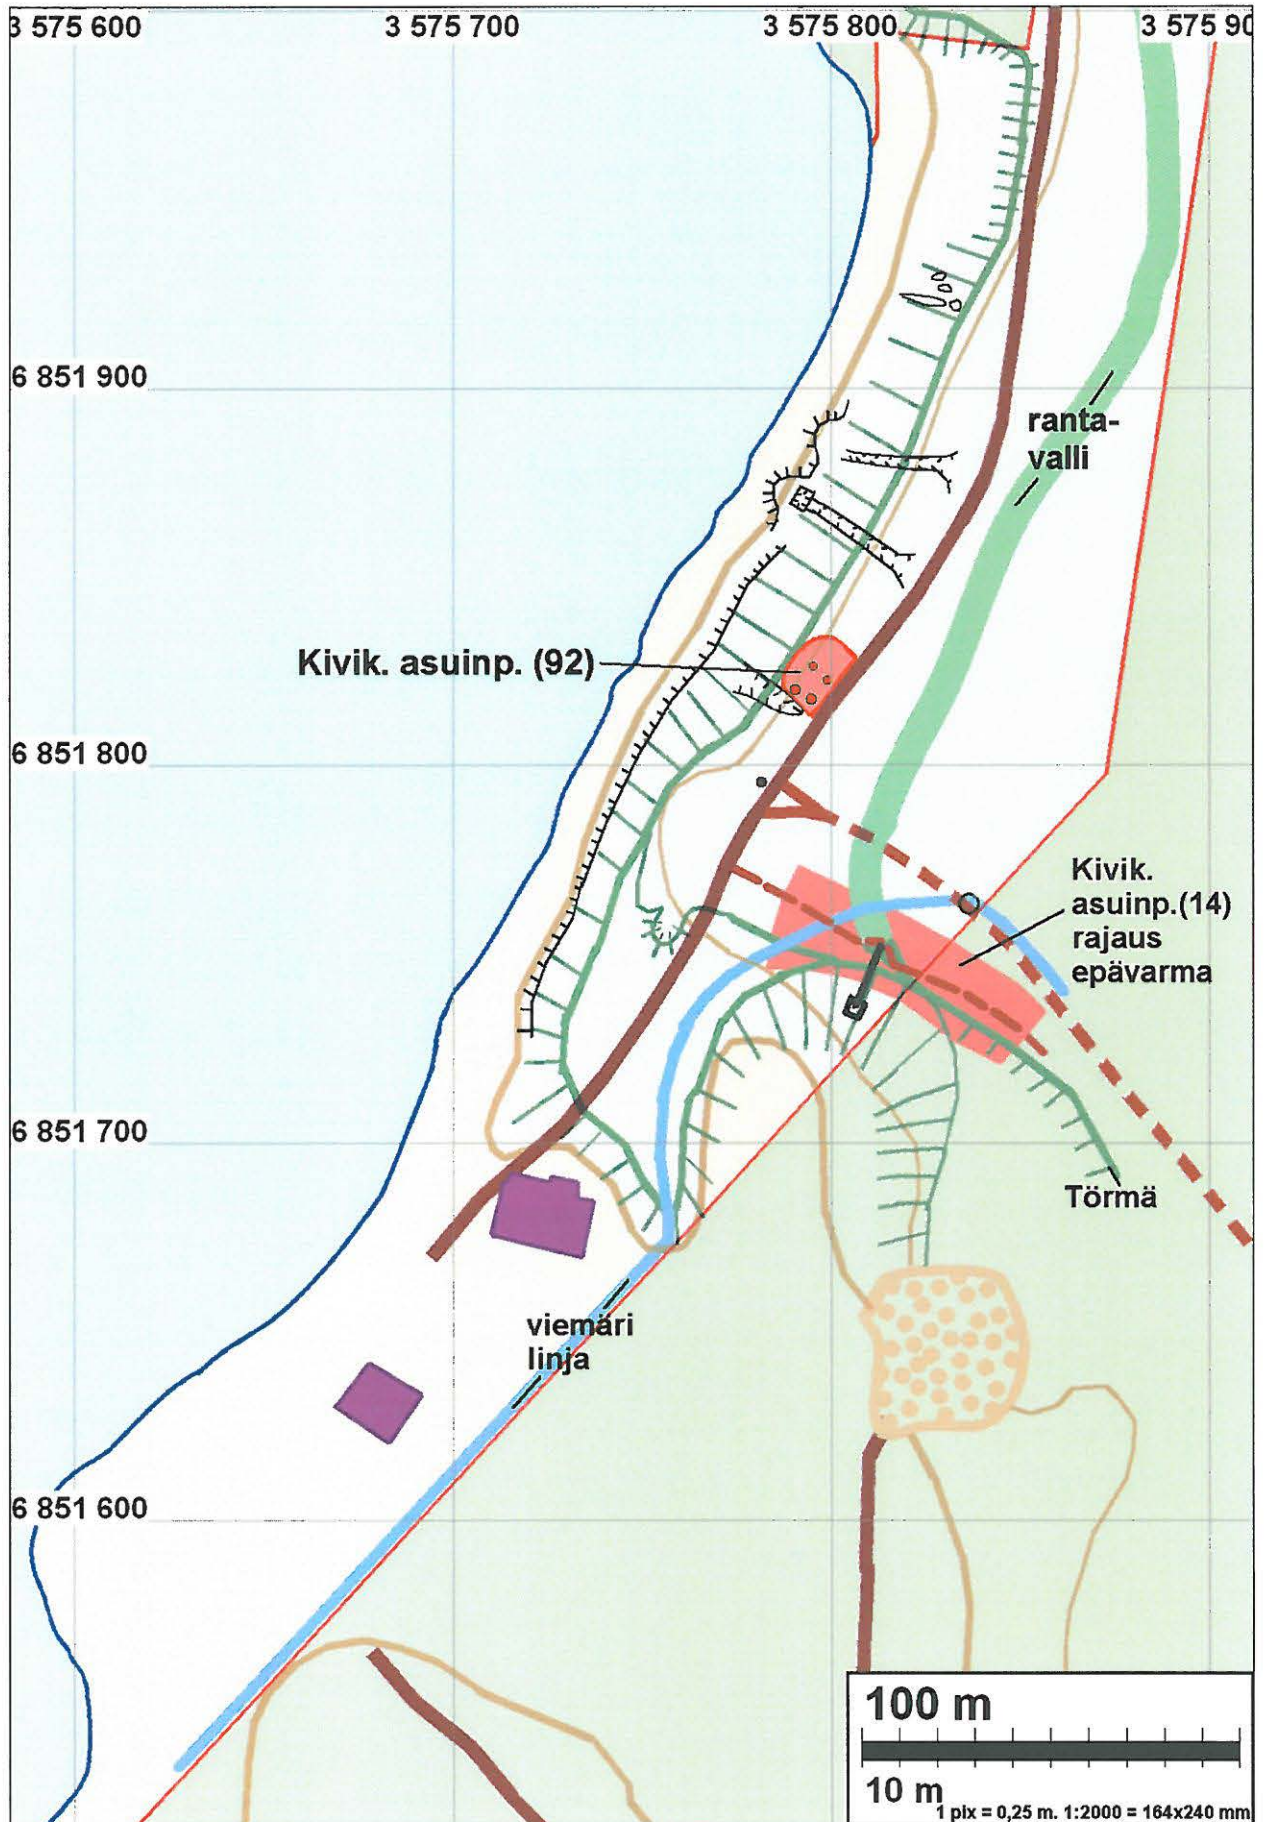 3 575 600
3 575 700
3 575 800
3 575 90
6 851 900
ranta-
valli
Kivik. asuinp. (92)
6 851 800
Kivik.
asuinp.(14)
rajaus
epävarma
6 851 700
Törmä
viemäri
linja
6 851 600
100 m
10 m
1 pix = 0,25 m. 1:2000 = 164x240 mm